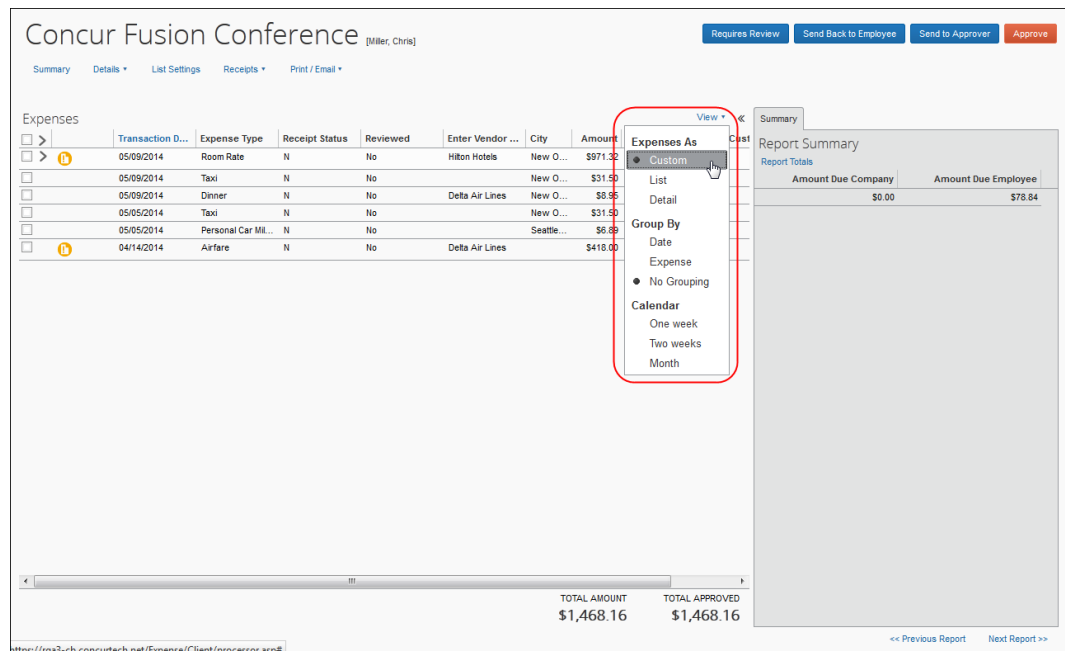 Concur Fusion Conference [Miller, Chris]
Requires Review Send Back to Employee Send to Approver Approve
Summary Details List Settings Receipts Print / Email
Expenses View «
Transaction D... Expense Type Receipt Status Reviewed Enter Vendor ... City Amount Cust
05/09/2014 Room Rate N No Hilton Hotels New O... $971.32
05/09/2014 Taxi N No New O... $31.50
05/09/2014 Dinner N No Delta Air Lines New O... $8.95
05/05/2014 Taxi N No New O... $31.50
05/05/2014 Personal Car Mil... N No Seattle... $6.89
04/14/2014 Airfare N No Delta Air Lines $418.00
Expenses As
Custom
List
Detail
Group By
Date
Expense
No Grouping
Calendar
One week
Two weeks
Month
Summary
Report Summary
Report Totals
Amount Due Company Amount Due Employee
$0.00 $78.84
TOTAL AMOUNT TOTAL APPROVED
$1,468.16 $1,468.16
<< Previous Report Next Report >>